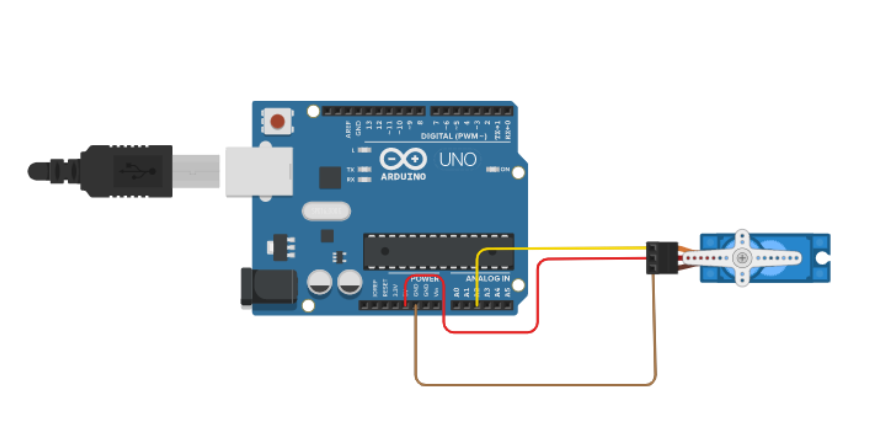 AREF
GND
13
12
~11
~10
~9
8
7
~6
~5
4
~3
2
TX→1
RX←0
DIGITAL (PWM ~)
L
TX
RX
UNO
ARDUINO
ON
POWER
ANALOG IN
IOREF
RESET
3.3V
GND
GND
Vin
A0
A1
A3
A4
A5